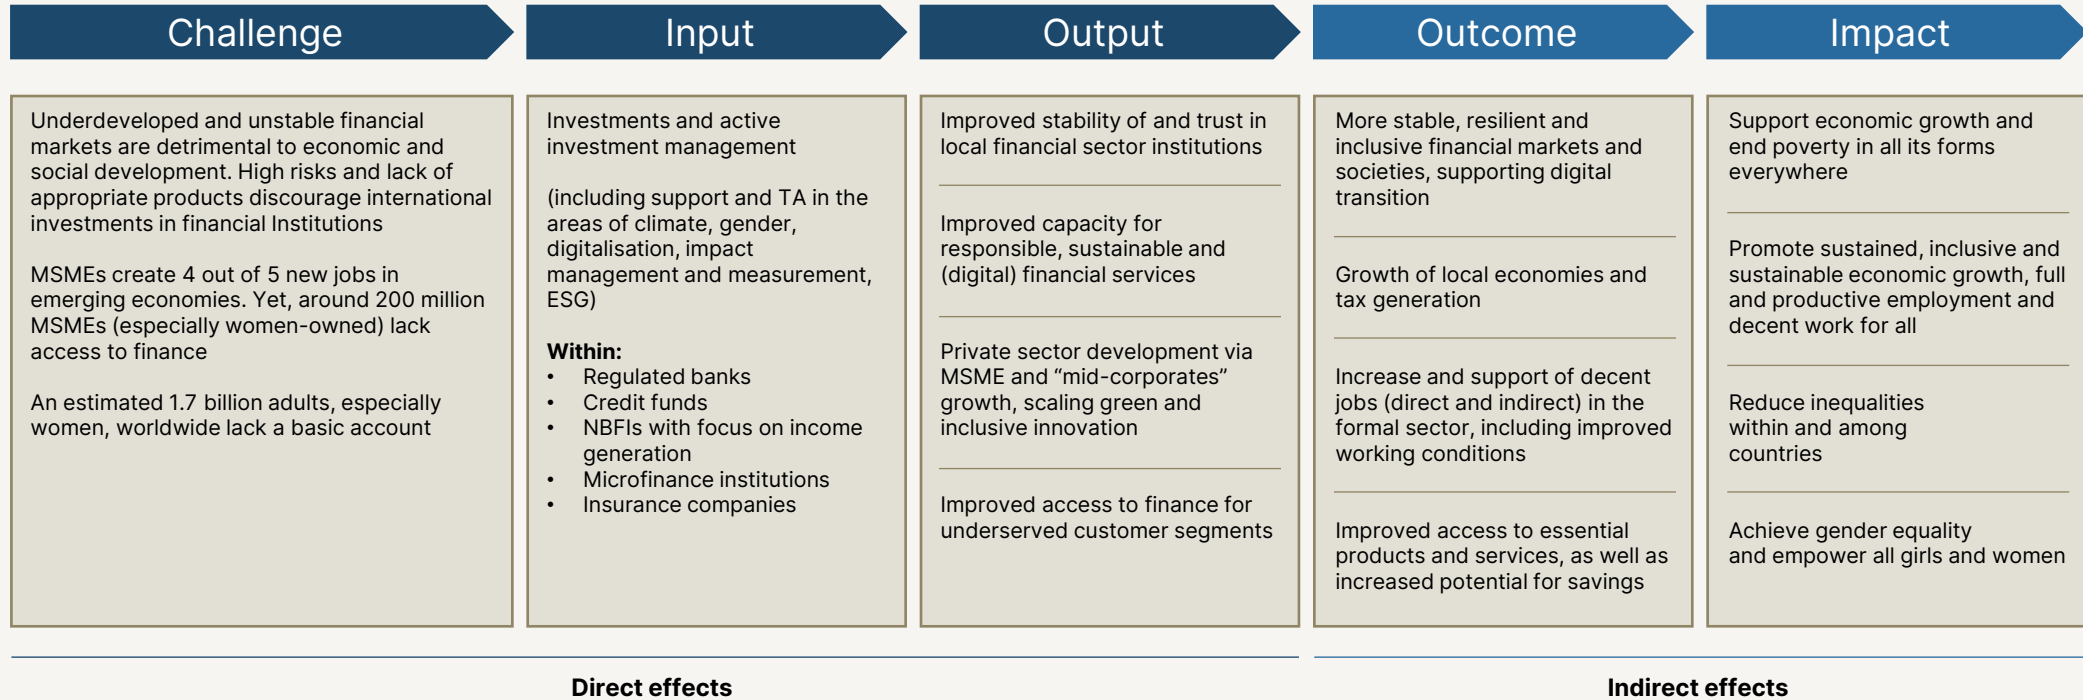 Challenge
Input
Output
Outcome
Impact
Underdeveloped and unstable financial
markets are detrimental to economic and
social development. High risks and lack of
appropriate products discourage international
investments in financial Institutions
MSMEs create 4 out of 5 new jobs in
emerging economies. Yet, around 200 million
MSMEs (especially women-owned) lack
access to finance
An estimated 1.7 billion adults, especially
women, worldwide lack a basic account
Investments and active
investment management
(including support and TA in the
areas of climate, gender,
digitalisation, impact
management and measurement,
ESG)
Within:
• Regulated banks
• Credit funds
• NBFIs with focus on income
generation
• Microfinance institutions
• Insurance companies
Improved stability of and trust in
local financial sector institutions
Improved capacity for
responsible, sustainable and
(digital) financial services
Private sector development via
MSME and “mid-corporates”
growth, scaling green and
inclusive innovation
Improved access to finance for
underserved customer segments
More stable, resilient and
inclusive financial markets and
societies, supporting digital
transition
Growth of local economies and
tax generation
Increase and support of decent
jobs (direct and indirect) in the
formal sector, including improved
working conditions
Improved access to essential
products and services, as well as
increased potential for savings
Support economic growth and
end poverty in all its forms
everywhere
Promote sustained, inclusive and
sustainable economic growth, full
and productive employment and
decent work for all
Reduce inequalities
within and among
countries
Achieve gender equality
and empower all girls and women
Direct effects
Indirect effects